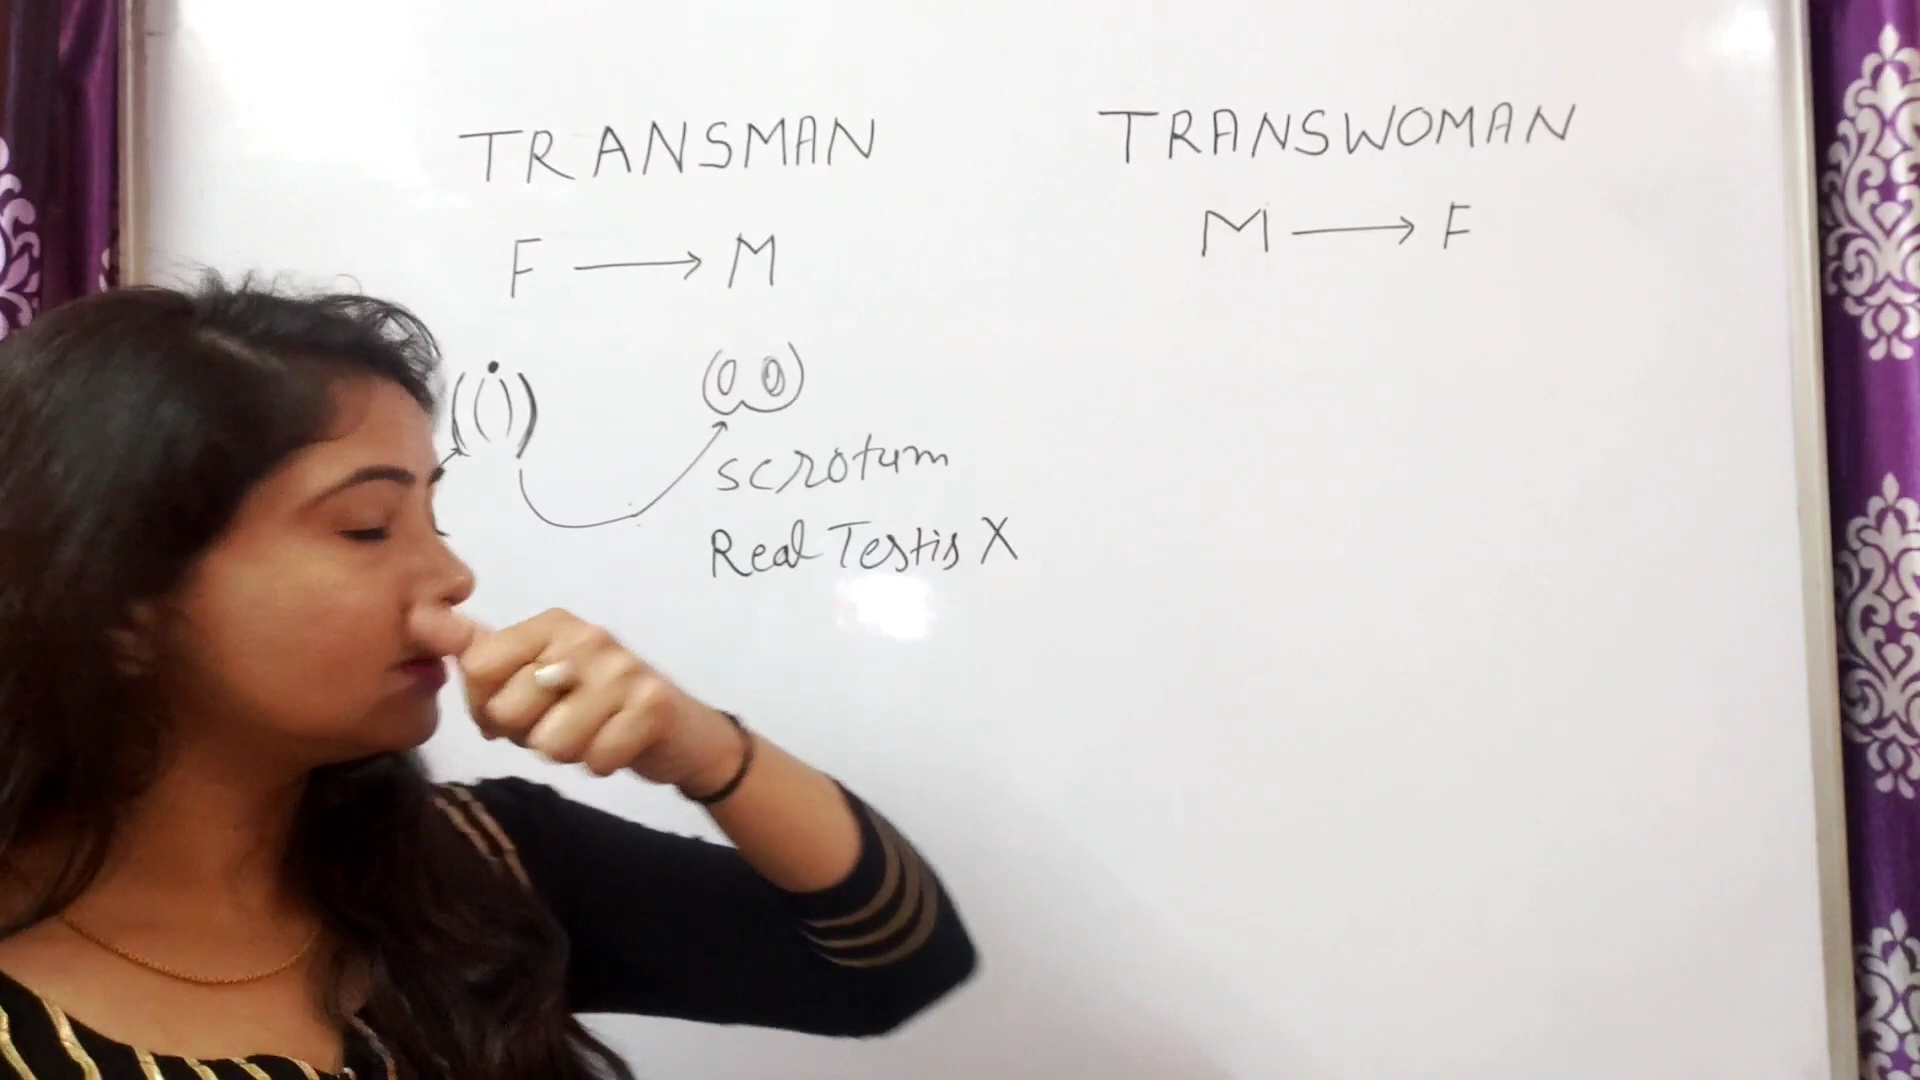 TRANSMAN
F → M
scrotum
Real Testis X
TRANSWOMAN
M → F